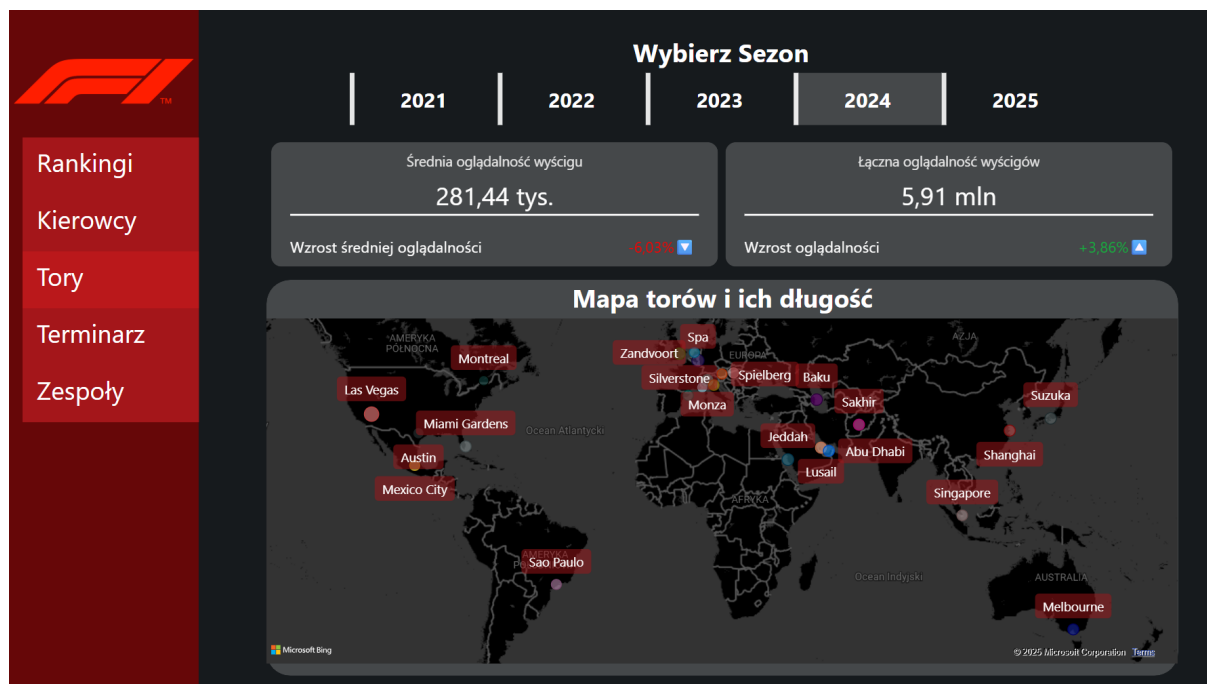 TM
Rankingi
Kierowcy
Tory
Terminarz
Zespoły
Wybierz Sezon
2021
2022
2023
2024
2025
Średnia oglądalność wyścigu
281,44 tys.
Wzrost średniej oglądalności
-6,03%
Łączna oglądalność wyścigów
5,91 mln
Wzrost oglądalności
+3,86%
Mapa torów i ich długość
AMERYKA
PÓŁNOCNA
Montreal
Las Vegas
Miami Gardens
Austin
Mexico City
Ocean Atlantycki
AMERYKA
Sao Paulo
Spa
Zandvoort
EUROPA
Silverstone
Spielberg
Monza
Baku
AZJA
Sakhir
Suzuka
Jeddah
Abu Dhabi
Lusail
Shanghai
Singapore
AFRYKA
Ocean Indyjski
AUSTRALIA
Melbourne
Microsoft Bing
© 2025 Microsoft Corporation
Terms